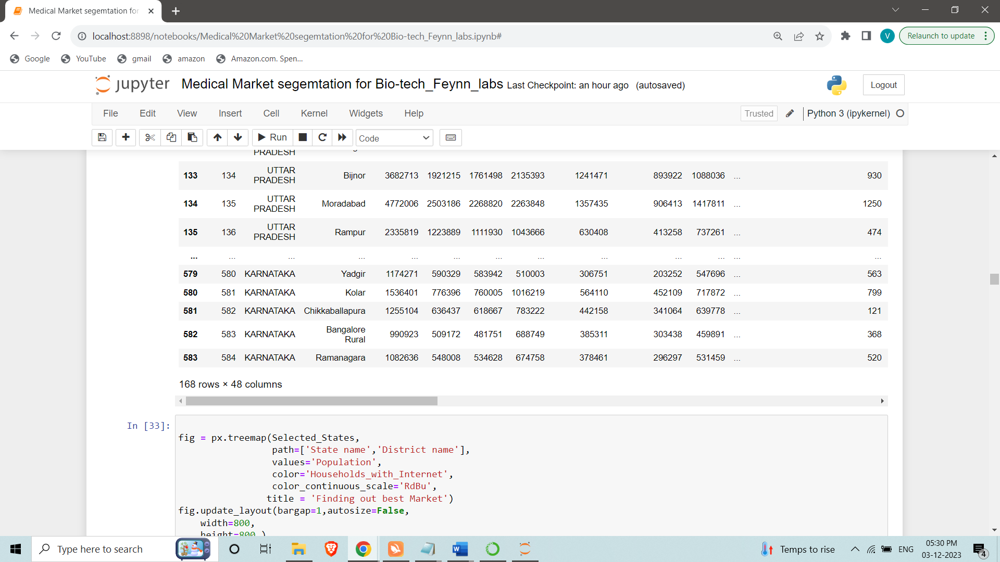 Medical Market segemtation for
localhost:8898/notebooks/Medical%20Market%20segemtation%20for%20Bio-tech_Feynn_labs.ipynb#
V
Relaunch to update
Google YouTube gmail amazon Amazon.com. Spen...
jupyter Medical Market segemtation for Bio-tech_Feynn_labs Last Checkpoint: an hour ago (autosaved)
Logout
File Edit View Insert Cell Kernel Widgets Help
Trusted Python 3 (ipykernel)
Run Code
PRADESH
133 134 UTTAR PRADESH Bijnor 3682713 1921215 1761498 2135393 1241471 893922 1088036 ... 930
134 135 UTTAR PRADESH Moradabad 4772006 2503186 2268820 2263848 1357435 906413 1417811 ... 1250
135 136 UTTAR PRADESH Rampur 2335819 1223889 1111930 1043666 630408 413258 737261 ... 474
... ... ... ... ... ... ... ... ... ... ... ... ...
579 580 KARNATAKA Yadgir 1174271 590329 583942 510003 306751 203252 547696 ... 563
580 581 KARNATAKA Kolar 1536401 776396 760005 1016219 564110 452109 717872 ... 799
581 582 KARNATAKA Chikkaballapura 1255104 636437 618667 783222 442158 341064 639778 ... 121
582 583 KARNATAKA Bangalore Rural 990923 509172 481751 688749 385311 303438 459891 ... 368
583 584 KARNATAKA Ramanagara 1082636 548008 534628 674758 378461 296297 531459 ... 520
168 rows × 48 columns
In [33]:
fig = px.treemap(Selected_States,
path=['State name','District name'],
values='Population',
color='Households_with_Internet',
color_continuous_scale='RdBu',
title = 'Finding out best Market')
fig.update_layout(bargap=1,autosize=False,
width=800,
height=800,)
Type here to search
Temps to rise
ENG
05:30 PM
03-12-2023
4